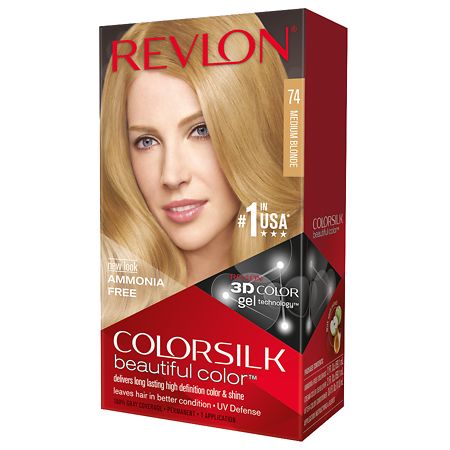 REVLON
74
MEDIUM BLONDE
#1 IN USA*
new look
AMMONIA
FREE
REVLON
3D COLOR
gel technology™
COLORSILK
beautiful color™
delivers long lasting high definition color & shine
leaves hair in better condition • UV Defense
100% GRAY COVERAGE • PERMANENT • 1 APPLICATION
COLORSILK
beautiful color™